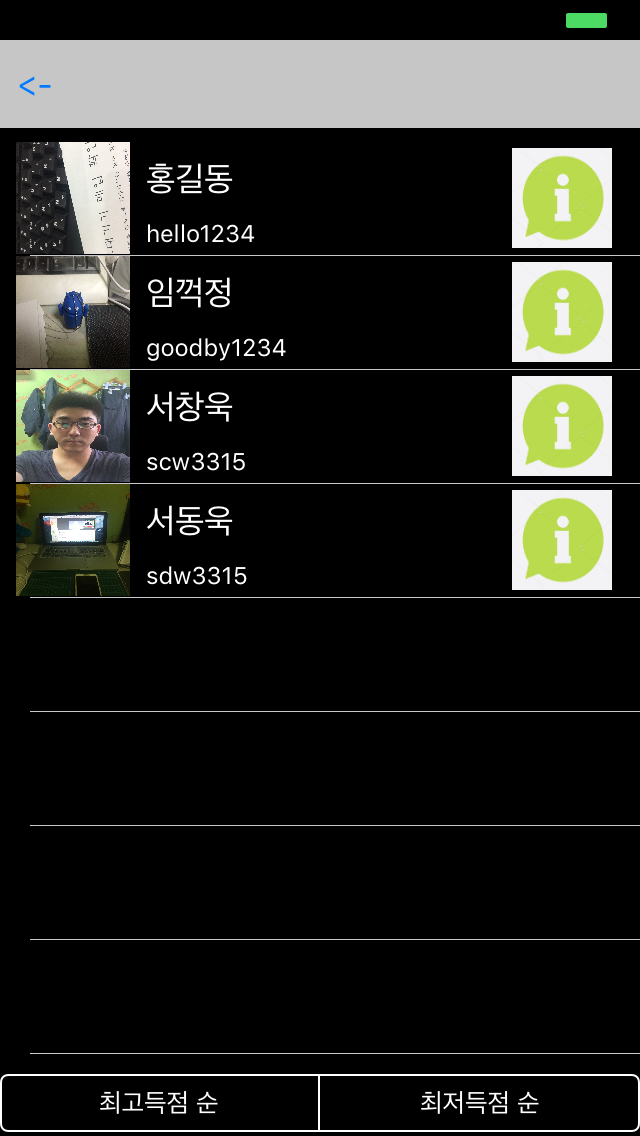 <-
홍길동
hello1234
임꺽정
goodby1234
서창욱
scw3315
서동욱
sdw3315
최고득점 순
최저득점 순